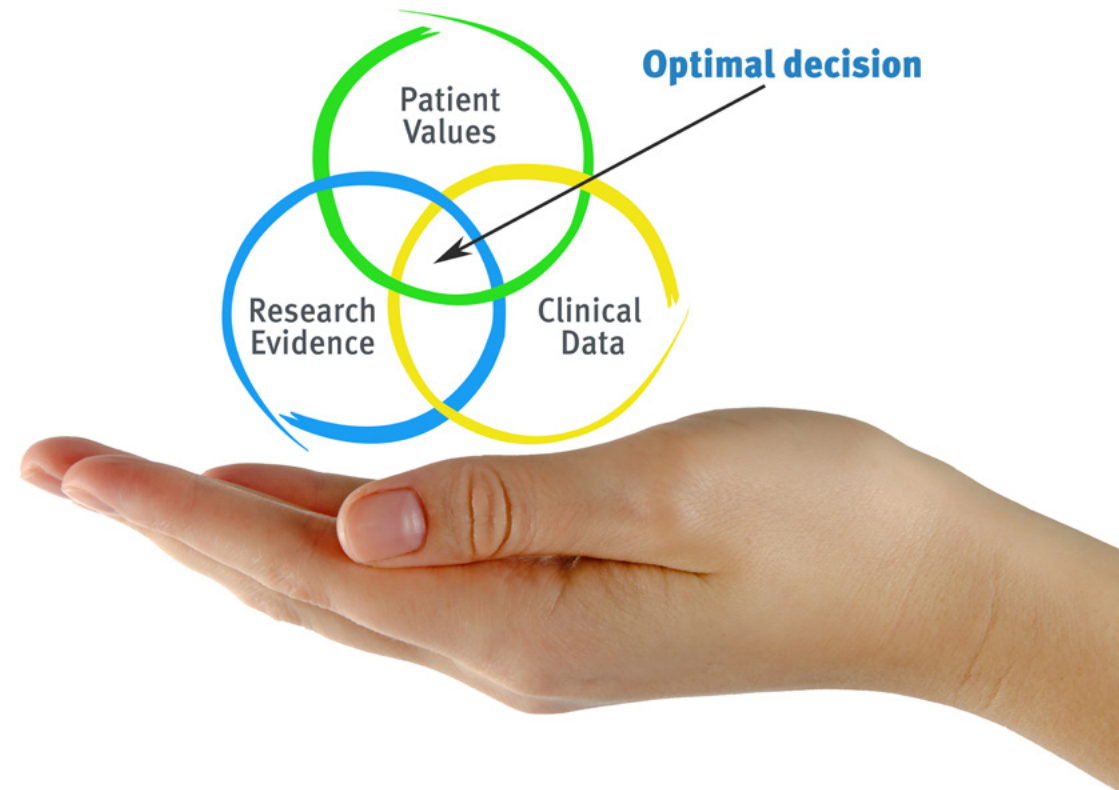 Optimal decision
Patient
Values
Research
Evidence
Clinical
Data